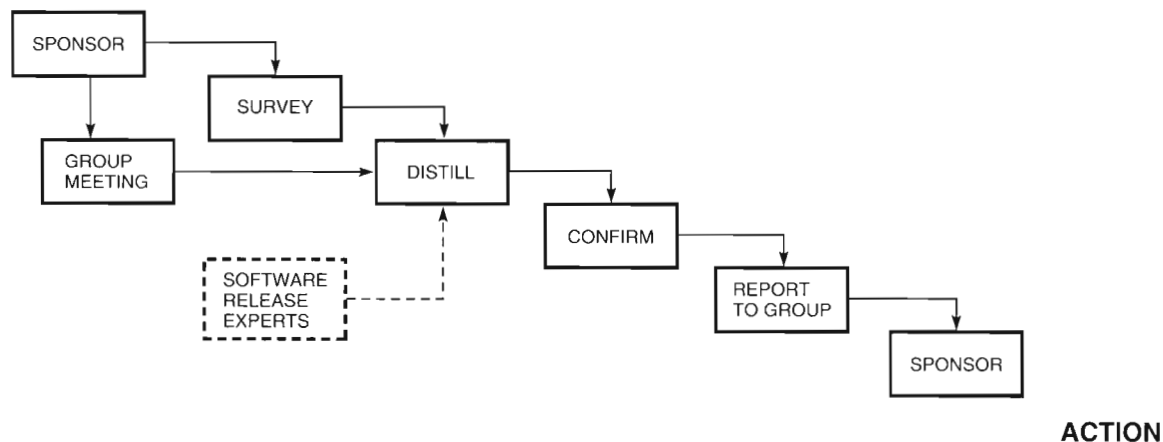 SPONSOR
SURVEY
GROUP
MEETING
DISTILL
CONFIRM
SOFTWARE
RELEASE
EXPERTS
REPORT
TO GROUP
SPONSOR
ACTION